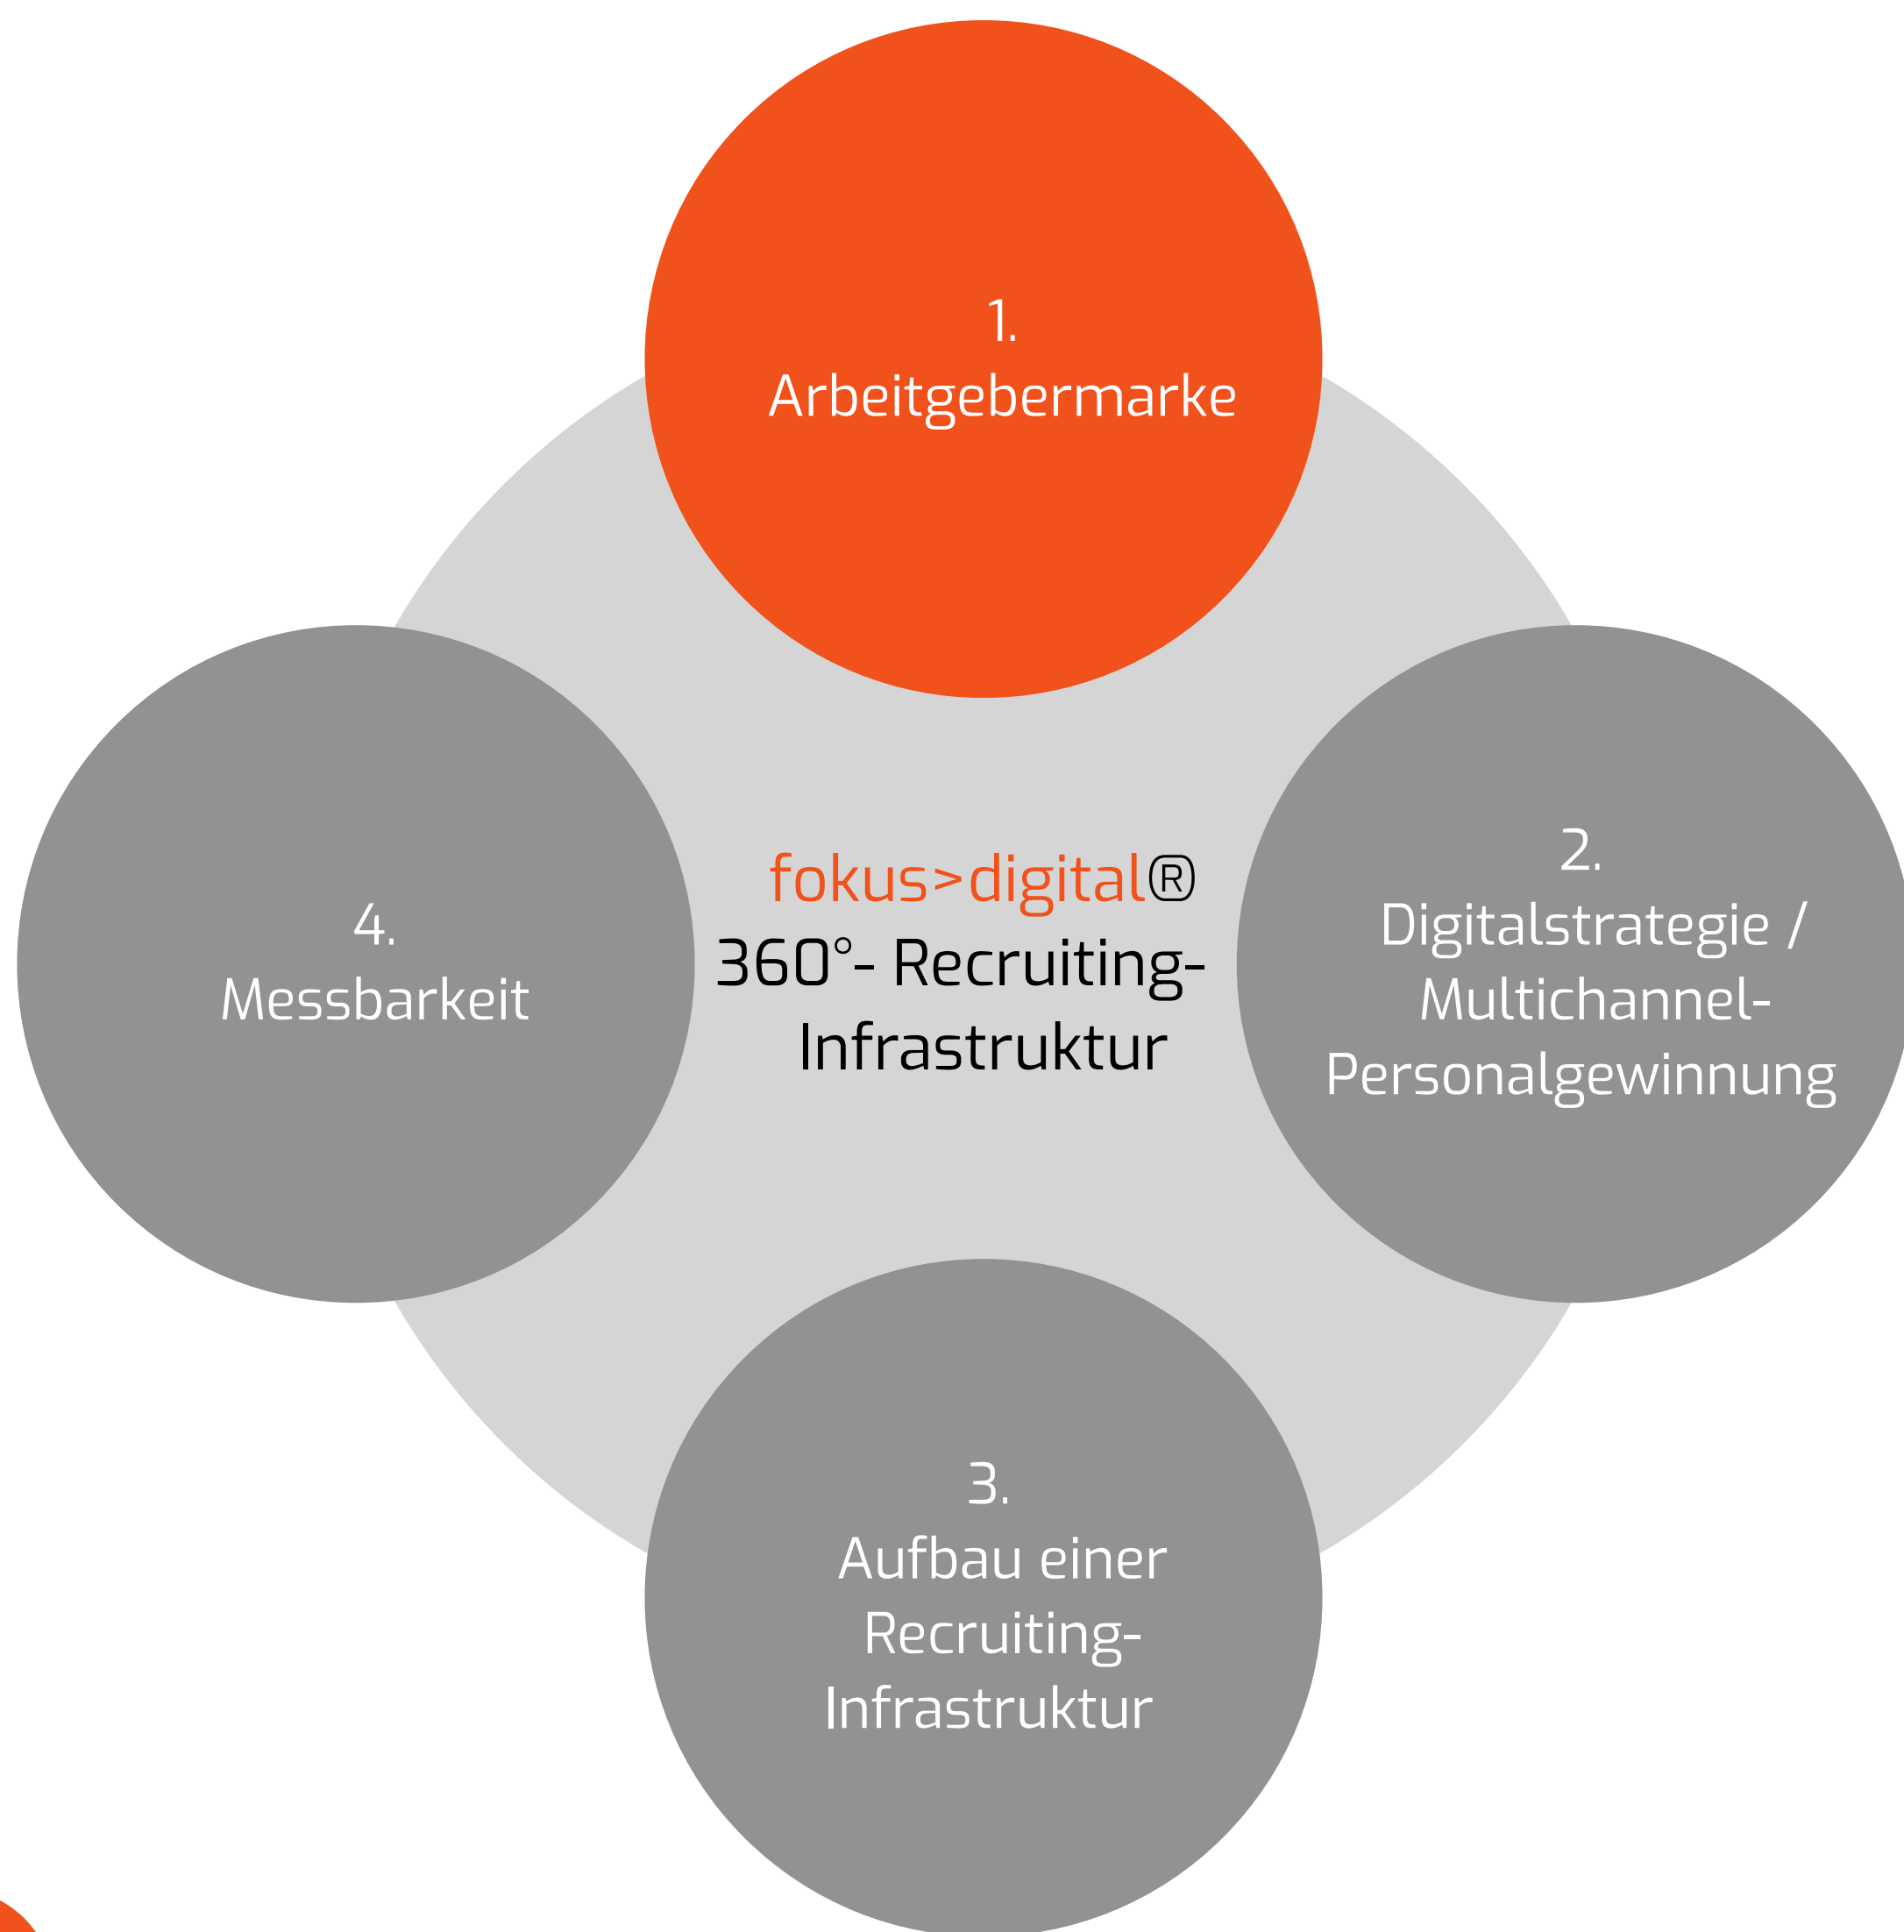 1.
Arbeitgebermarke
fokus>digital®
360°- Recruiting-
Infrastruktur
2.
Digitalstrategie /
Multichannel-
Personalgewinnung
3.
Aufbau einer
Recruiting-
Infrastruktur
4.
Messbarkeit